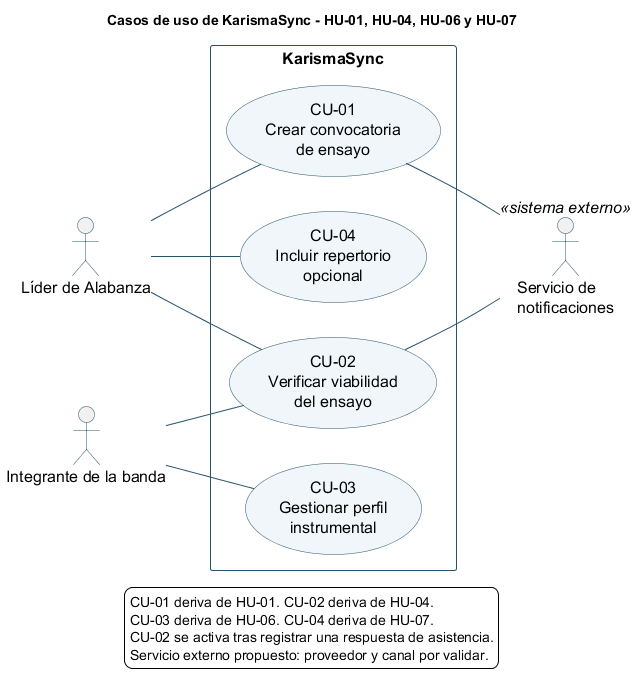 Casos de uso de KarismaSync - HU-01, HU-04, HU-06 y HU-07
KarismaSync
CU-01
Crear convocatoria
de ensayo
«sistema externo»
CU-04
Incluir repertorio
opcional
Líder de Alabanza
Servicio de
notificaciones
CU-02
Verificar viabilidad
del ensayo
Integrante de la banda
CU-03
Gestionar perfil
instrumental
CU-01 deriva de HU-01. CU-02 deriva de HU-04.
CU-03 deriva de HU-06. CU-04 deriva de HU-07.
CU-02 se activa tras registrar una respuesta de asistencia.
Servicio externo propuesto: proveedor y canal por validar.